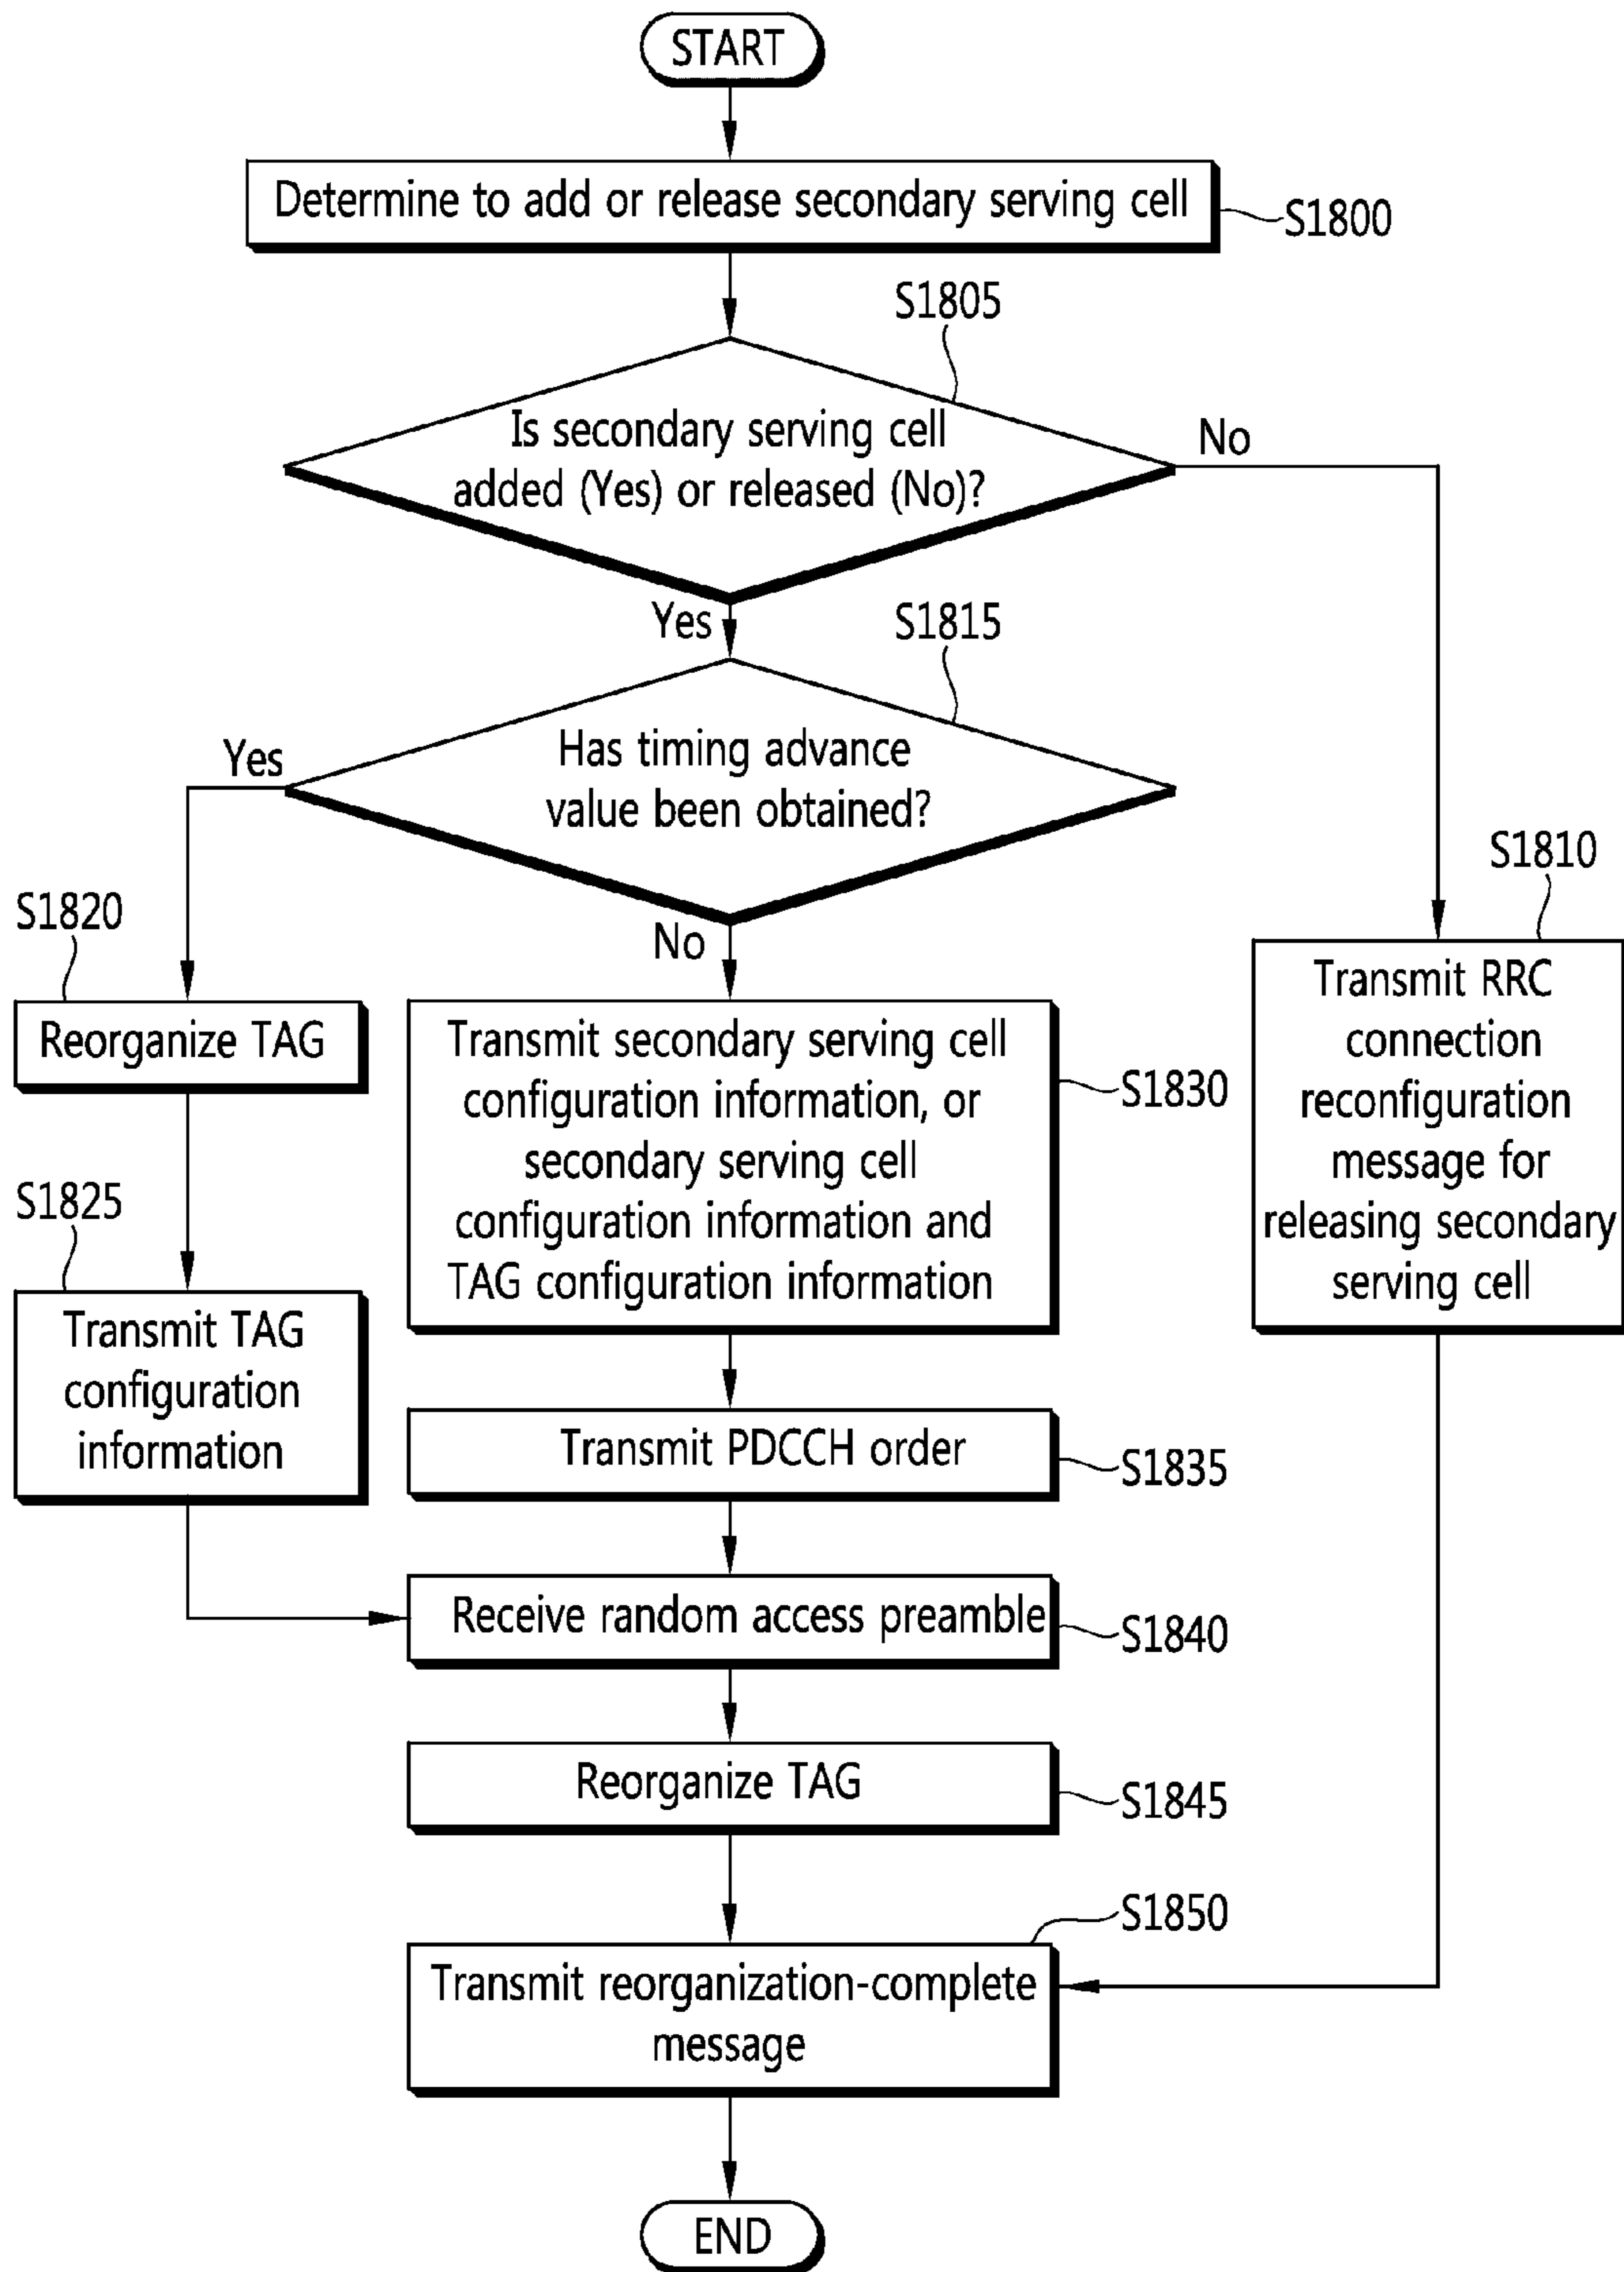 START
Determine to add or release secondary serving cell
S1800
S1805
Is secondary serving cell
added (Yes) or released (No)?
No
Yes
S1815
Has timing advance
value been obtained?
Yes
No
S1810
Transmit RRC
connection
reconfiguration
message for
releasing secondary
serving cell
S1820
Reorganize TAG
S1825
Transmit TAG
configuration
information
Transmit secondary serving cell
configuration information, or
secondary serving cell
configuration information and
TAG configuration information
S1830
Transmit PDCCH order
S1835
Receive random access preamble
S1840
Reorganize TAG
S1845
S1850
Transmit reorganization-complete
message
END